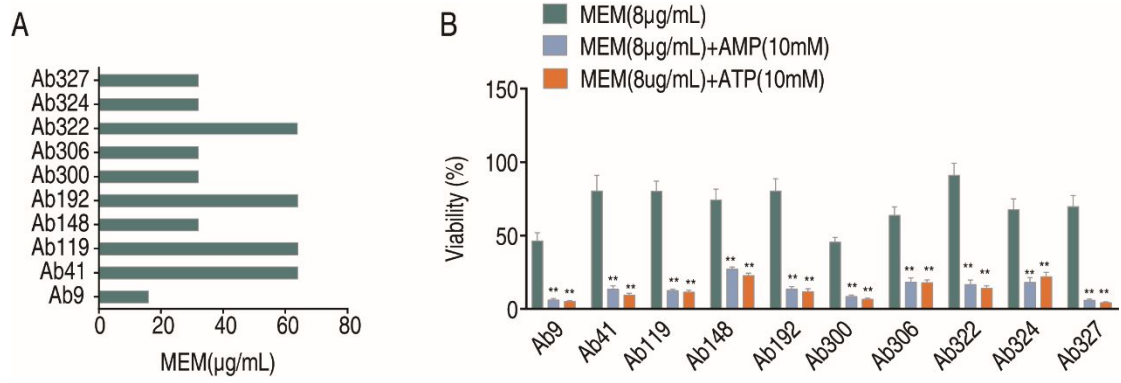 A
Ab327
Ab324
Ab322
Ab306
Ab300
Ab192
Ab148
Ab119
Ab41
Ab9
0 20 40 60 80
MEM(µg/mL)
B
MEM(8µg/mL)
MEM(8µg/mL)+AMP(10mM)
MEM(8ug/mL)+ATP(10mM)
150
100
50
0
Viability (%)
** ** ** ** ** ** ** ** ** ** ** ** ** ** ** ** ** ** ** **
Ab9 Ab41 Ab119 Ab148 Ab192 Ab300 Ab306 Ab322 Ab324 Ab327